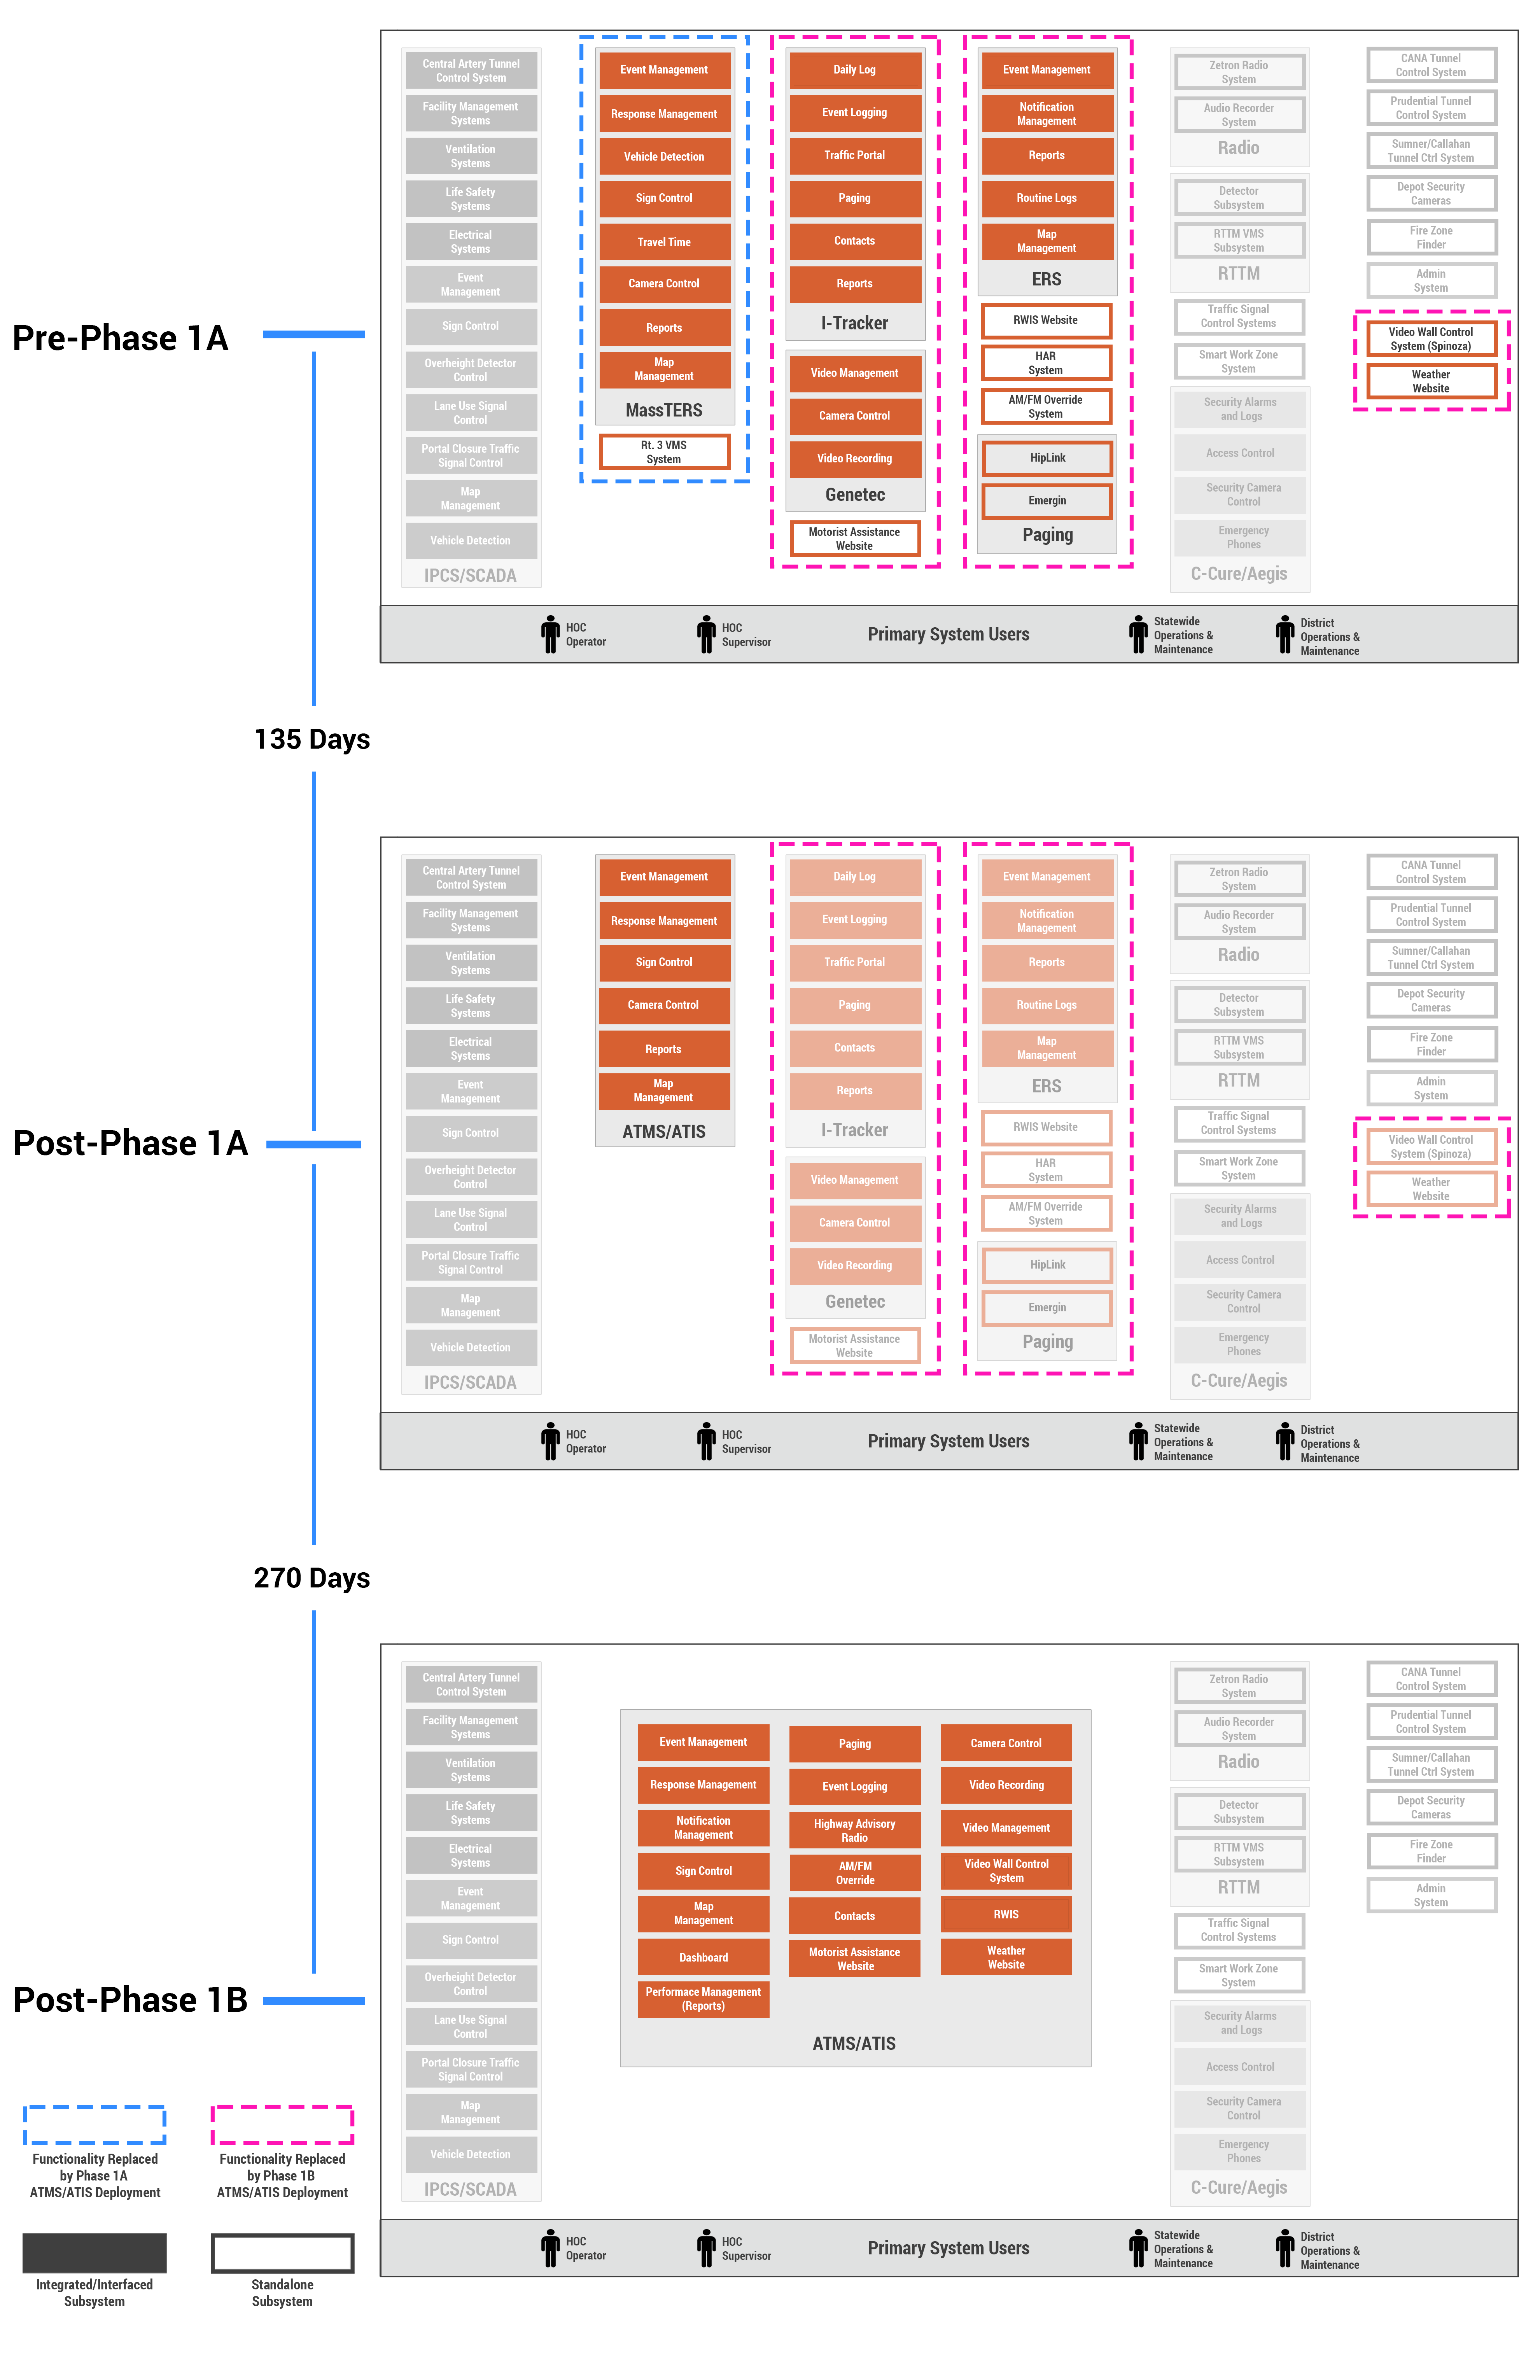 Pre-Phase 1A
Central Artery Tunnel
Control System
Facility Management
Systems
Ventilation
Systems
Life Safety
Systems
Electrical
Systems
Event
Management
Sign Control
Overheight Detector
Control
Lane Use Signal
Control
Portal Closure Traffic
Signal Control
Map
Management
Vehicle Detection
IPCS/SCADA
Event Management
Response Management
Vehicle Detection
Sign Control
Travel Time
Camera Control
Reports
Map
Management
MassTERS
Rt. 3 VMS
System
Daily Log
Event Logging
Traffic Portal
Paging
Contacts
Reports
I-Tracker
Video Management
Camera Control
Video Recording
Genetec
Motorist Assistance
Website
Event Management
Notification
Management
Reports
Routine Logs
Map
Management
ERS
RWIS Website
HAR
System
AM/FM Override
System
HipLink
Emergin
Paging
Zetron Radio
System
Audio Recorder
System
Radio
Detector
Subsystem
RTTM VMS
Subsystem
RTTM
Traffic Signal
Control Systems
Smart Work Zone
System
Security Alarms
and Logs
Access Control
Security Camera
Control
Emergency
Phones
C-Cure/Aegis
CANA Tunnel
Control System
Prudential Tunnel
Control System
Sumner/Callahan
Tunnel Ctrl System
Depot Security
Cameras
Fire Zone
Finder
Admin
System
Video Wall Control
System (Spinoza)
Weather
Website
HOC
Operator
HOC
Supervisor
Primary System Users
Statewide
Operations &
Maintenance
District
Operations &
Maintenance
135 Days
Post-Phase 1A
Central Artery Tunnel
Control System
Facility Management
Systems
Ventilation
Systems
Life Safety
Systems
Electrical
Systems
Event
Management
Sign Control
Overheight Detector
Control
Lane Use Signal
Control
Portal Closure Traffic
Signal Control
Map
Management
Vehicle Detection
IPCS/SCADA
Event Management
Response Management
Sign Control
Camera Control
Reports
Map
Management
ATMS/ATIS
Daily Log
Event Logging
Traffic Portal
Paging
Contacts
Reports
I-Tracker
Video Management
Camera Control
Video Recording
Genetec
Motorist Assistance
Website
Event Management
Notification
Management
Reports
Routine Logs
Map
Management
ERS
RWIS Website
HAR
System
AM/FM Override
System
HipLink
Emergin
Paging
Zetron Radio
System
Audio Recorder
System
Radio
Detector
Subsystem
RTTM VMS
Subsystem
RTTM
Traffic Signal
Control Systems
Smart Work Zone
System
Security Alarms
and Logs
Access Control
Security Camera
Control
Emergency
Phones
C-Cure/Aegis
CANA Tunnel
Control System
Prudential Tunnel
Control System
Sumner/Callahan
Tunnel Ctrl System
Depot Security
Cameras
Fire Zone
Finder
Admin
System
Video Wall Control
System (Spinoza)
Weather
Website
HOC
Operator
HOC
Supervisor
Primary System Users
Statewide
Operations &
Maintenance
District
Operations &
Maintenance
270 Days
Post-Phase 1B
Central Artery Tunnel
Control System
Facility Management
Systems
Ventilation
Systems
Life Safety
Systems
Electrical
Systems
Event
Management
Sign Control
Overheight Detector
Control
Lane Use Signal
Control
Portal Closure Traffic
Signal Control
Map
Management
Vehicle Detection
IPCS/SCADA
Event Management
Response Management
Notification
Management
Sign Control
Map
Management
Dashboard
Performace Management
(Reports)
Paging
Event Logging
Highway Advisory
Radio
AM/FM
Override
Contacts
Motorist Assistance
Website
Camera Control
Video Recording
Video Management
Video Wall Control
System
RWIS
Weather
Website
ATMS/ATIS
Zetron Radio
System
Audio Recorder
System
Radio
Detector
Subsystem
RTTM VMS
Subsystem
RTTM
Traffic Signal
Control Systems
Smart Work Zone
System
Security Alarms
and Logs
Access Control
Security Camera
Control
Emergency
Phones
C-Cure/Aegis
CANA Tunnel
Control System
Prudential Tunnel
Control System
Sumner/Callahan
Tunnel Ctrl System
Depot Security
Cameras
Fire Zone
Finder
Admin
System
HOC
Operator
HOC
Supervisor
Primary System Users
Statewide
Operations &
Maintenance
District
Operations &
Maintenance
Functionality Replaced
by Phase 1A
ATMS/ATIS Deployment
Functionality Replaced
by Phase 1B
ATMS/ATIS Deployment
Integrated/Interfaced
Subsystem
Standalone
Subsystem